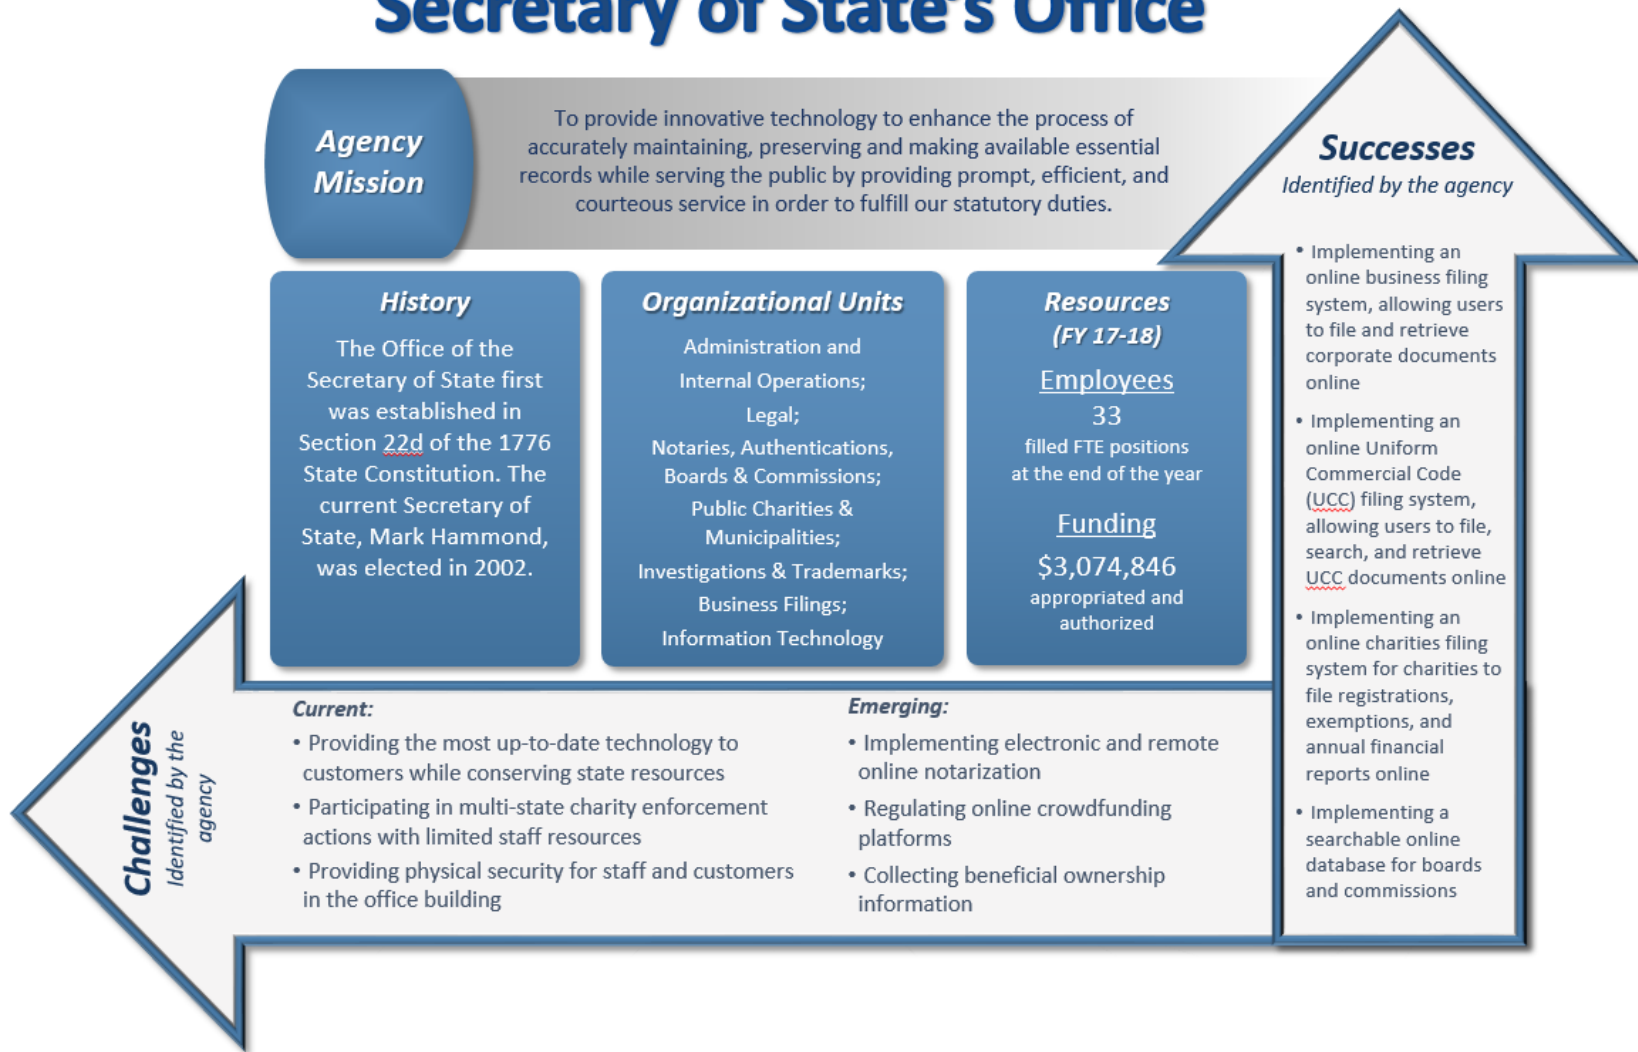 Secretary of State's Office
Agency
Mission
To provide innovative technology to enhance the process of
accurately maintaining, preserving and making available essential
records while serving the public by providing prompt, efficient, and
courteous service in order to fulfill our statutory duties.
Successes
Identified by the agency
• Implementing an
online business filing
system, allowing users
to file and retrieve
corporate documents
online
• Implementing an
online Uniform
Commercial Code
(UCC) filing system,
allowing users to file,
search, and retrieve
UCC documents online
• Implementing an
online charities filing
system for charities to
file registrations,
exemptions, and
annual financial
reports online
• Implementing a
searchable online
database for boards
and commissions
History
The Office of the
Secretary of State first
was established in
Section 22d of the 1776
State Constitution. The
current Secretary of
State, Mark Hammond,
was elected in 2002.
Organizational Units
Administration and
Internal Operations;
Legal;
Notaries, Authentications,
Boards & Commissions;
Public Charities &
Municipalities;
Investigations & Trademarks;
Business Filings;
Information Technology
Resources
(FY 17-18)
Employees
33
filled FTE positions
at the end of the year
Funding
$3,074,846
appropriated and
authorized
Challenges
Identified by the
agency
Current:
• Providing the most up-to-date technology to
customers while conserving state resources
• Participating in multi-state charity enforcement
actions with limited staff resources
• Providing physical security for staff and customers
in the office building
Emerging:
• Implementing electronic and remote
online notarization
• Regulating online crowdfunding
platforms
• Collecting beneficial ownership
information